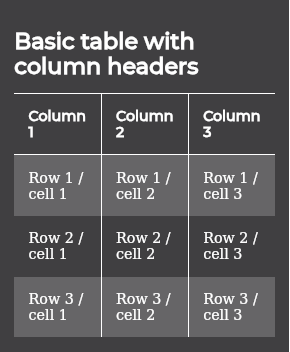 Basic table with
column headers
Column Column Column
1 2 3
Row 1 / Row 1 / Row 1 /
cell 1 cell 2 cell 3
Row 2 / Row 2 / Row 2 /
cell 1 cell 2 cell 3
Row 3 / Row 3 / Row 3 /
cell 1 cell 2 cell 3